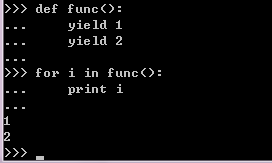 >>> def func():
...     yield 1
...     yield 2
...
>>> for i in func():
...     print i
...
1
2
>>>